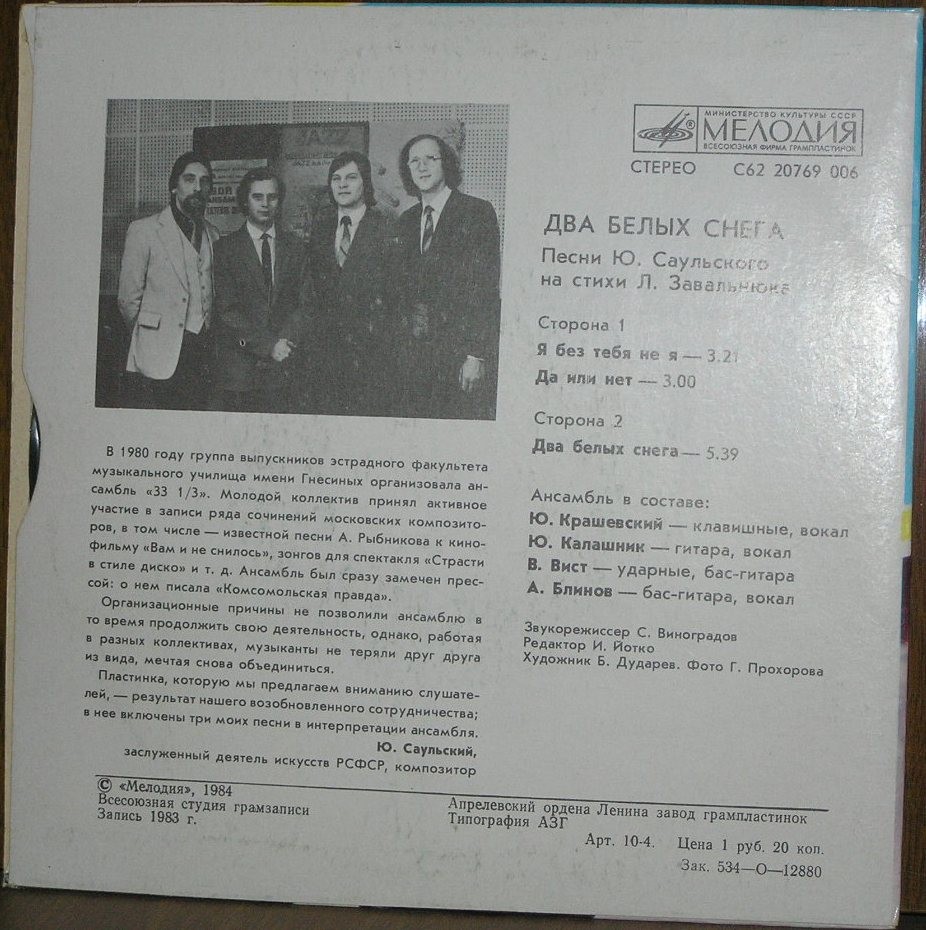 МИНИСТЕРСТВО КУЛЬТУРЫ СССР
МЕЛОДИЯ
ВСЕСОЮЗНАЯ ФИРМА ГРАМПЛАСТИНОК
СТЕРЕО С62 20769 006
JAZZ
ДВА БЕЛЫХ СНЕГА
Песни Ю. Саульского
на стихи Л. Завальнюка
Сторона 1
Я без тебя не я — 3.21
Да или нет — 3.00
Сторона 2
Два белых снега — 5.39
Ансамбль в составе:
Ю. Крашевский — клавишные, вокал
Ю. Калашник — гитара, вокал
В. Вист — ударные, бас-гитара
А. Блинов — бас-гитара, вокал
Звукорежиссер С. Виноградов
Редактор И. Йотко
Художник Б. Дударев. Фото Г. Прохорова
В 1980 году группа выпускников эстрадного факультета
музыкального училища имени Гнесиных организовала ан-
самбль «33 1/3». Молодой коллектив принял активное
участие в записи ряда сочинений московских композито-
ров, в том числе — известной песни А. Рыбникова к кино-
фильму «Вам и не снилось», зонгов для спектакля «Страсти
в стиле диско» и т. д. Ансамбль был сразу замечен прес-
сой: о нем писала «Комсомольская правда».
Организационные причины не позволили ансамблю в
то время продолжить свою деятельность, однако, работая
в разных коллективах, музыканты не теряли друг друга
из вида, мечтая снова объединиться.
Пластинка, которую мы предлагаем вниманию слушате-
лей, — результат нашего возобновленного сотрудничества;
в нее включены три моих песни в интерпретации ансамбля.
Ю. Саульский,
заслуженный деятель искусств РСФСР, композитор
© «Мелодия», 1984
Всесоюзная студия грамзаписи
Запись 1983 г.
Апрелевский ордена Ленина завод грампластинок
Типография АЗГ
Арт. 10-4. Цена 1 руб. 20 коп.
Зак. 534—О—12880